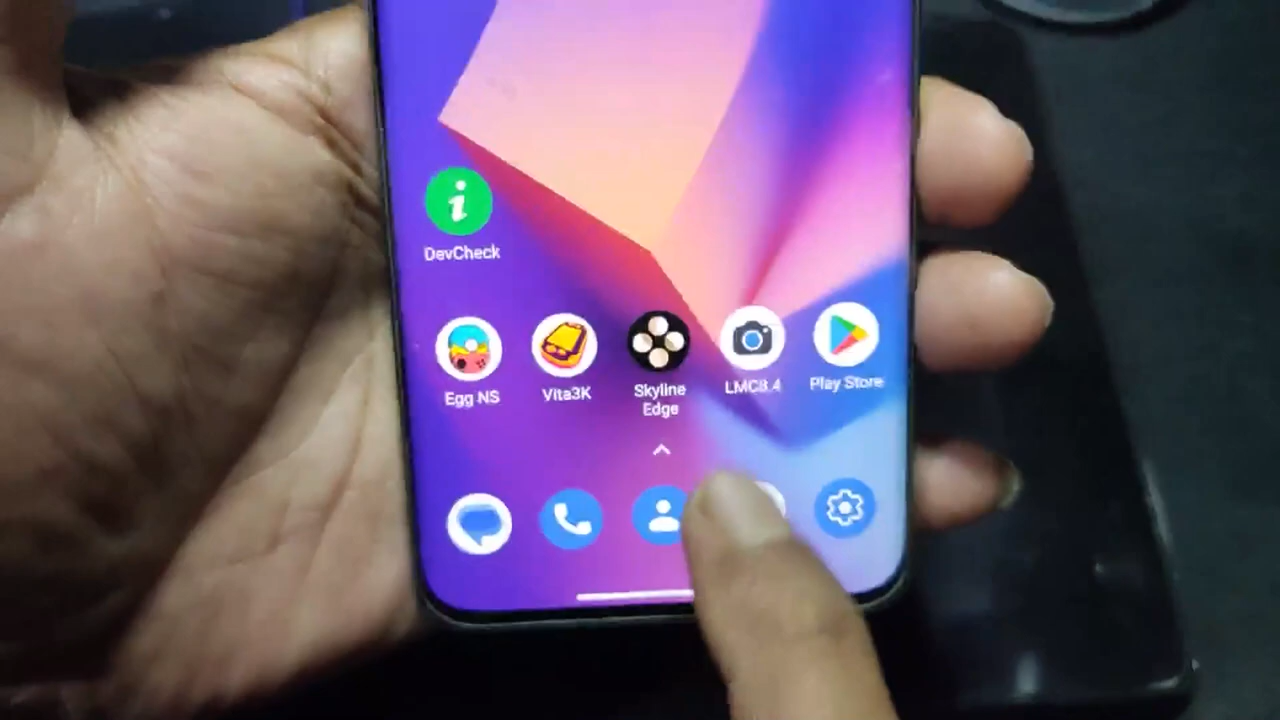 DevCheck
Egg NS
Vita3K
Skyline
Edge
LMC8.4
Play Store